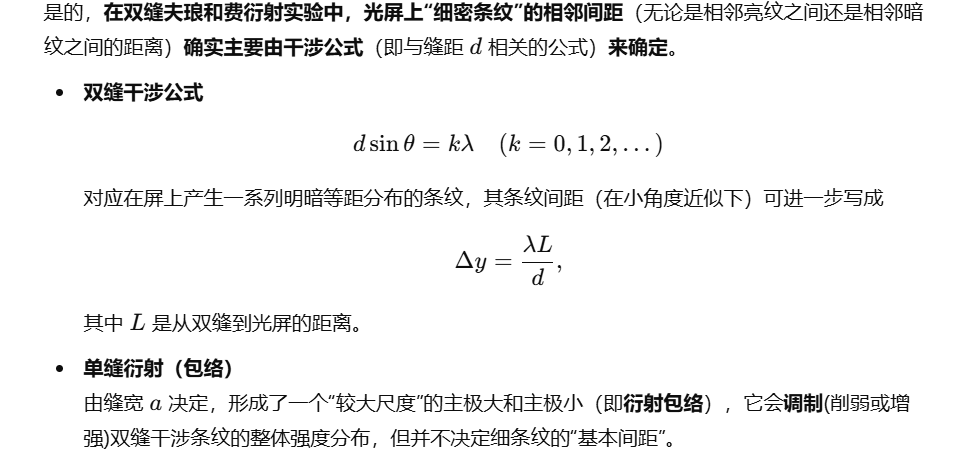 是的，在双缝夫琅和费衍射实验中，光屏上“细密条纹”的相邻间距（无论是相邻亮纹之间还是相邻暗
纹之间的距离）确实主要由干涉公式（即与缝距 d 相关的公式）来确定。
• 双缝干涉公式
d sin θ = kλ (k = 0, 1, 2, …)
对应在屏上产生一系列明暗等距分布的条纹，其条纹间距（在小角度近似下）可进一步写成
Δy = λL/d,
其中 L 是从双缝到光屏的距离。
• 单缝衍射（包络）
由缝宽 a 决定，形成了一个“较大尺度”的主极大和主极小（即衍射包络），它会调制(削弱或增
强)双缝干涉条纹的整体强度分布，但并不决定细条纹的“基本间距”。